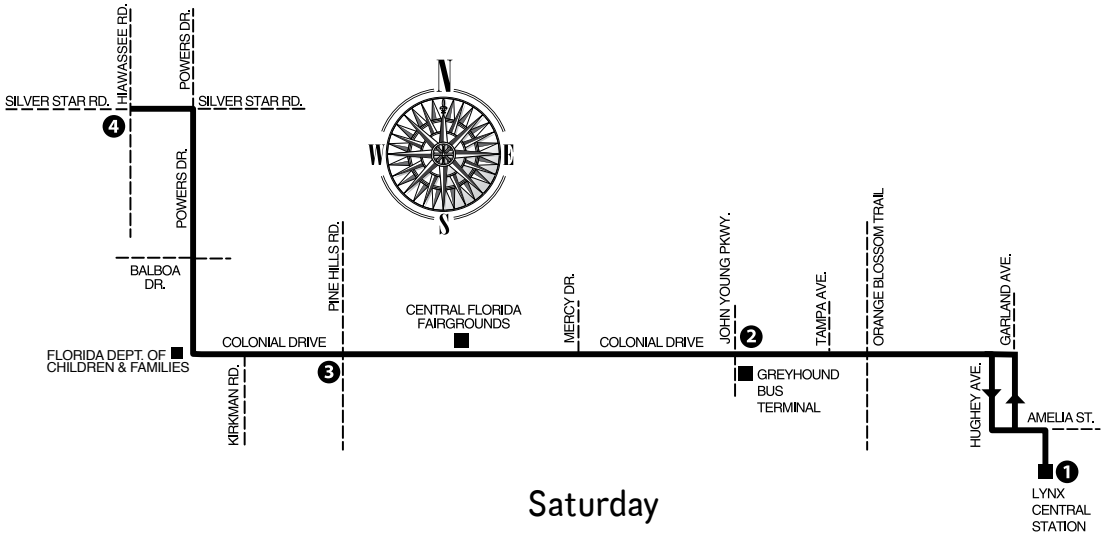 HIAWASSEE RD.
POWERS DR.
N
SILVER STAR RD.
SILVER STAR RD.
4
W
E
POWERS DR.
S
PINE HILLS RD.
JOHN YOUNG PKWY.
ORANGE BLOSSOM TRAIL
BALBOA
DR.
MERCY DR.
TAMPA AVE.
GARLAND AVE.
CENTRAL FLORIDA
FAIRGROUNDS
COLONIAL DRIVE
COLONIAL DRIVE
2
FLORIDA DEPT. OF
CHILDREN & FAMILIES
KIRKMAN RD.
3
GREYHOUND
BUS
TERMINAL
HUGHEY AVE.
AMELIA ST.
1
LYNX
CENTRAL
STATION
Saturday